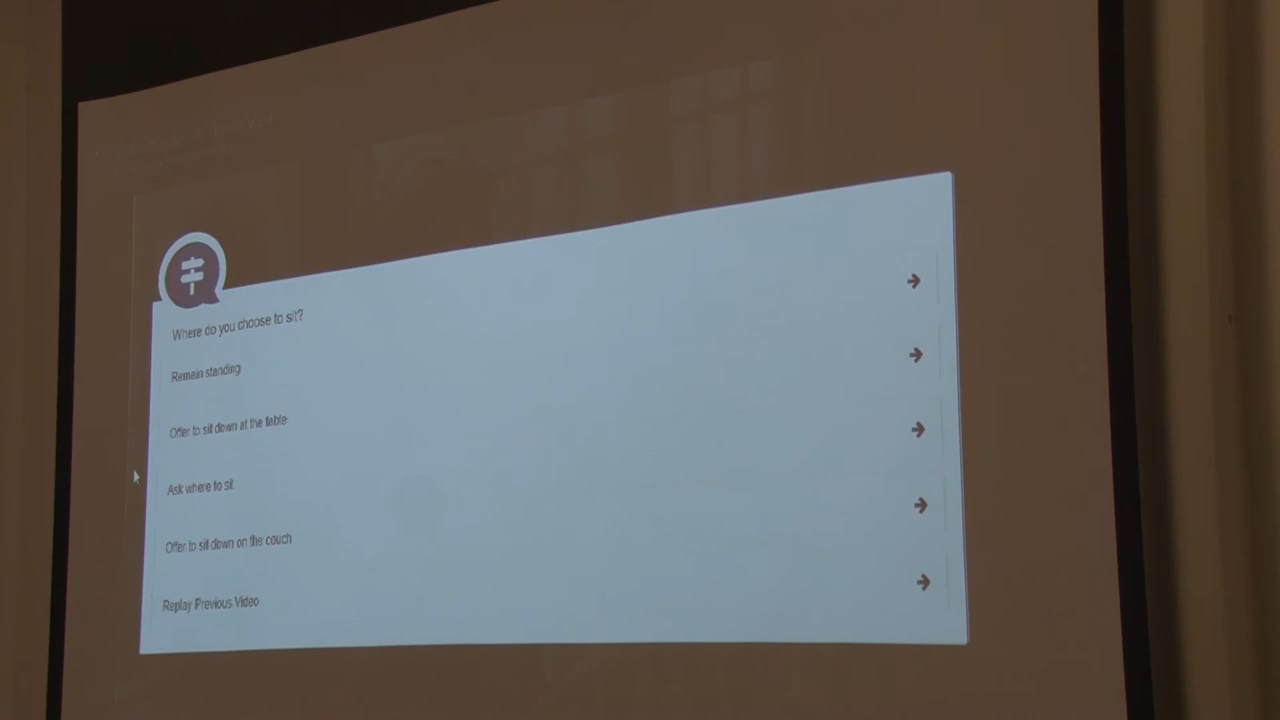 Where do you choose to sit?
Remain standing
Offer to sit down at the table
Ask where to sit
Offer to sit down on the couch
Replay Previous Video